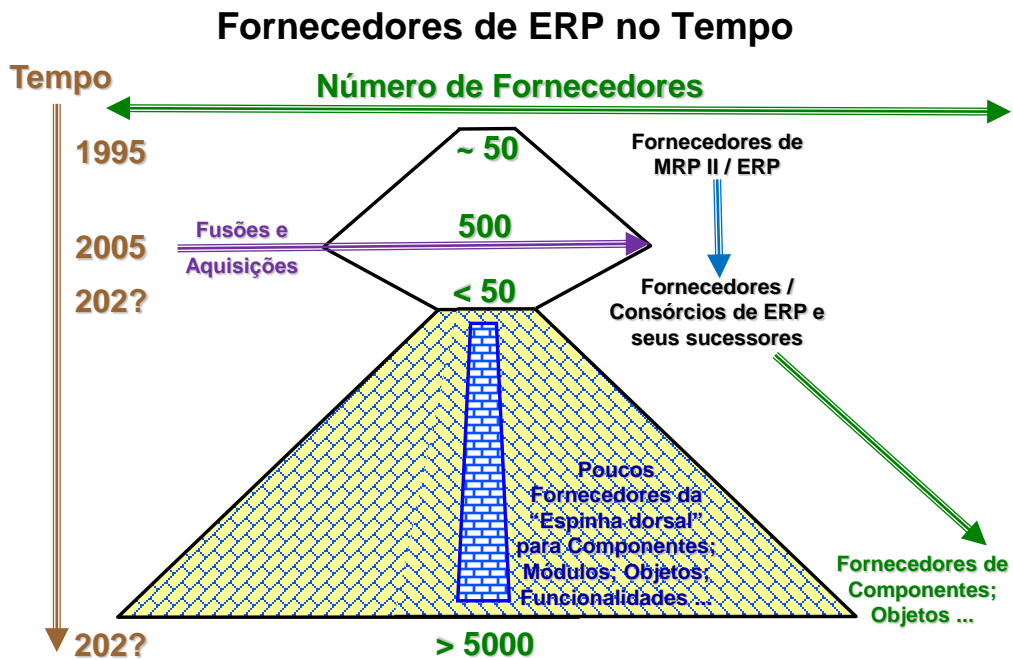 Fornecedores de ERP no Tempo
Tempo
Número de Fornecedores
1995
~ 50
Fornecedores de
MRP II / ERP
2005
Fusões e
Aquisições
500
202?
< 50
Fornecedores /
Consórcios de ERP e
seus sucessores
Poucos
Fornecedores da
“Espinha dorsal”
para Componentes;
Módulos; Objetos;
Funcionalidades ...
Fornecedores de
Componentes;
Objetos ...
202?
> 5000